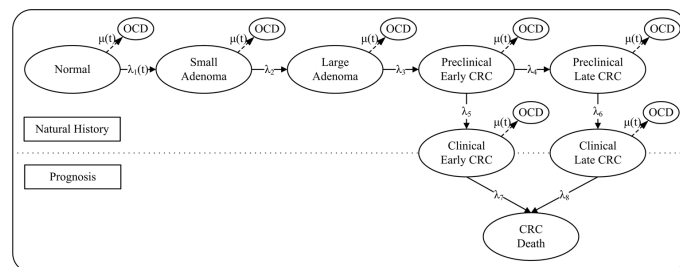 OCD
OCD
OCD
OCD
OCD
μ(t)
μ(t)
μ(t)
μ(t)
μ(t)
Normal
λ1(t)
Small
Adenoma
λ2
Large
Adenoma
λ3
Preclinical
Early CRC
λ4
Preclinical
Late CRC
λ5
λ6
OCD
OCD
μ(t)
μ(t)
Natural History
Clinical
Early CRC
Clinical
Late CRC
Prognosis
λ7
λ8
CRC
Death